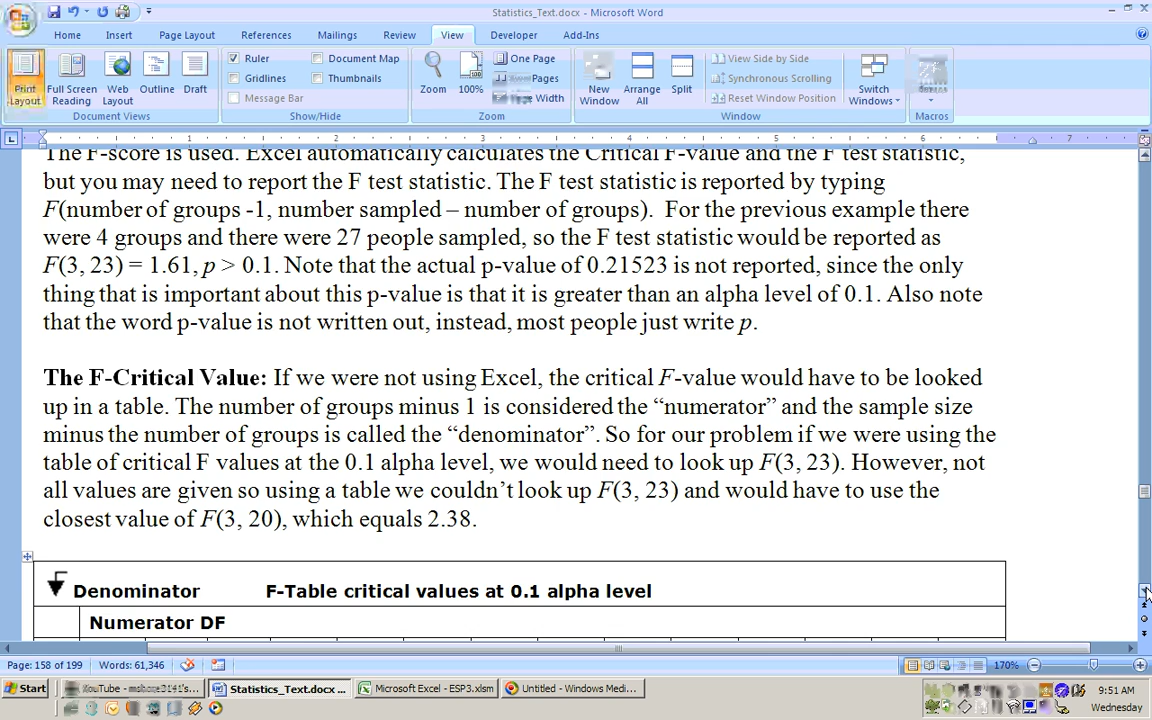 Statistics_Text.docx - Microsoft Word
Home Insert Page Layout References Mailings Review View Developer Add-Ins
Print Layout
Full Screen Reading
Web Layout
Outline
Draft
Document Views
Ruler
Document Map
Gridlines
Thumbnails
Message Bar
Show/Hide
Zoom
100%
One Page
Pages
Width
Zoom
New Window
Arrange All
Split
View Side by Side
Synchronous Scrolling
Reset Window Position
Window
Switch Windows
Macros
1 2 3 4 5 6 7
The F-score is used. Excel automatically calculates the Critical F-value and the F test statistic,
but you may need to report the F test statistic. The F test statistic is reported by typing
F(number of groups -1, number sampled – number of groups). For the previous example there
were 4 groups and there were 27 people sampled, so the F test statistic would be reported as
F(3, 23) = 1.61, p > 0.1. Note that the actual p-value of 0.21523 is not reported, since the only
thing that is important about this p-value is that it is greater than an alpha level of 0.1. Also note
that the word p-value is not written out, instead, most people just write p.
The F-Critical Value: If we were not using Excel, the critical F-value would have to be looked
up in a table. The number of groups minus 1 is considered the “numerator” and the sample size
minus the number of groups is called the “denominator”. So for our problem if we were using the
table of critical F values at the 0.1 alpha level, we would need to look up F(3, 23). However, not
all values are given so using a table we couldn’t look up F(3, 23) and would have to use the
closest value of F(3, 20), which equals 2.38.
Denominator F-Table critical values at 0.1 alpha level
Numerator DF
Page: 158 of 199 Words: 61,346 170%
Start YouTube - Statistics_Text.docx ... Microsoft Excel - ESP3.xlsm Untitled - Windows Medi... 9:51 AM
Wednesday